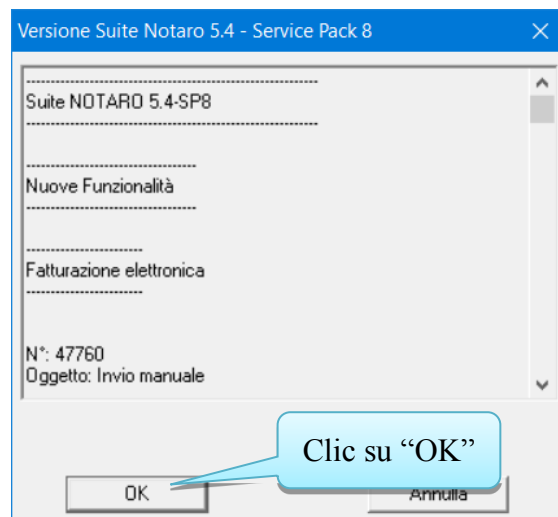 Versione Suite Notaro 5.4 - Service Pack 8
Suite NOTARO 5.4-SP8
Nuove Funzionalità
Fatturazione elettronica
N°: 47760
Oggetto: Invio manuale
Clic su “OK”
OK
Annulla